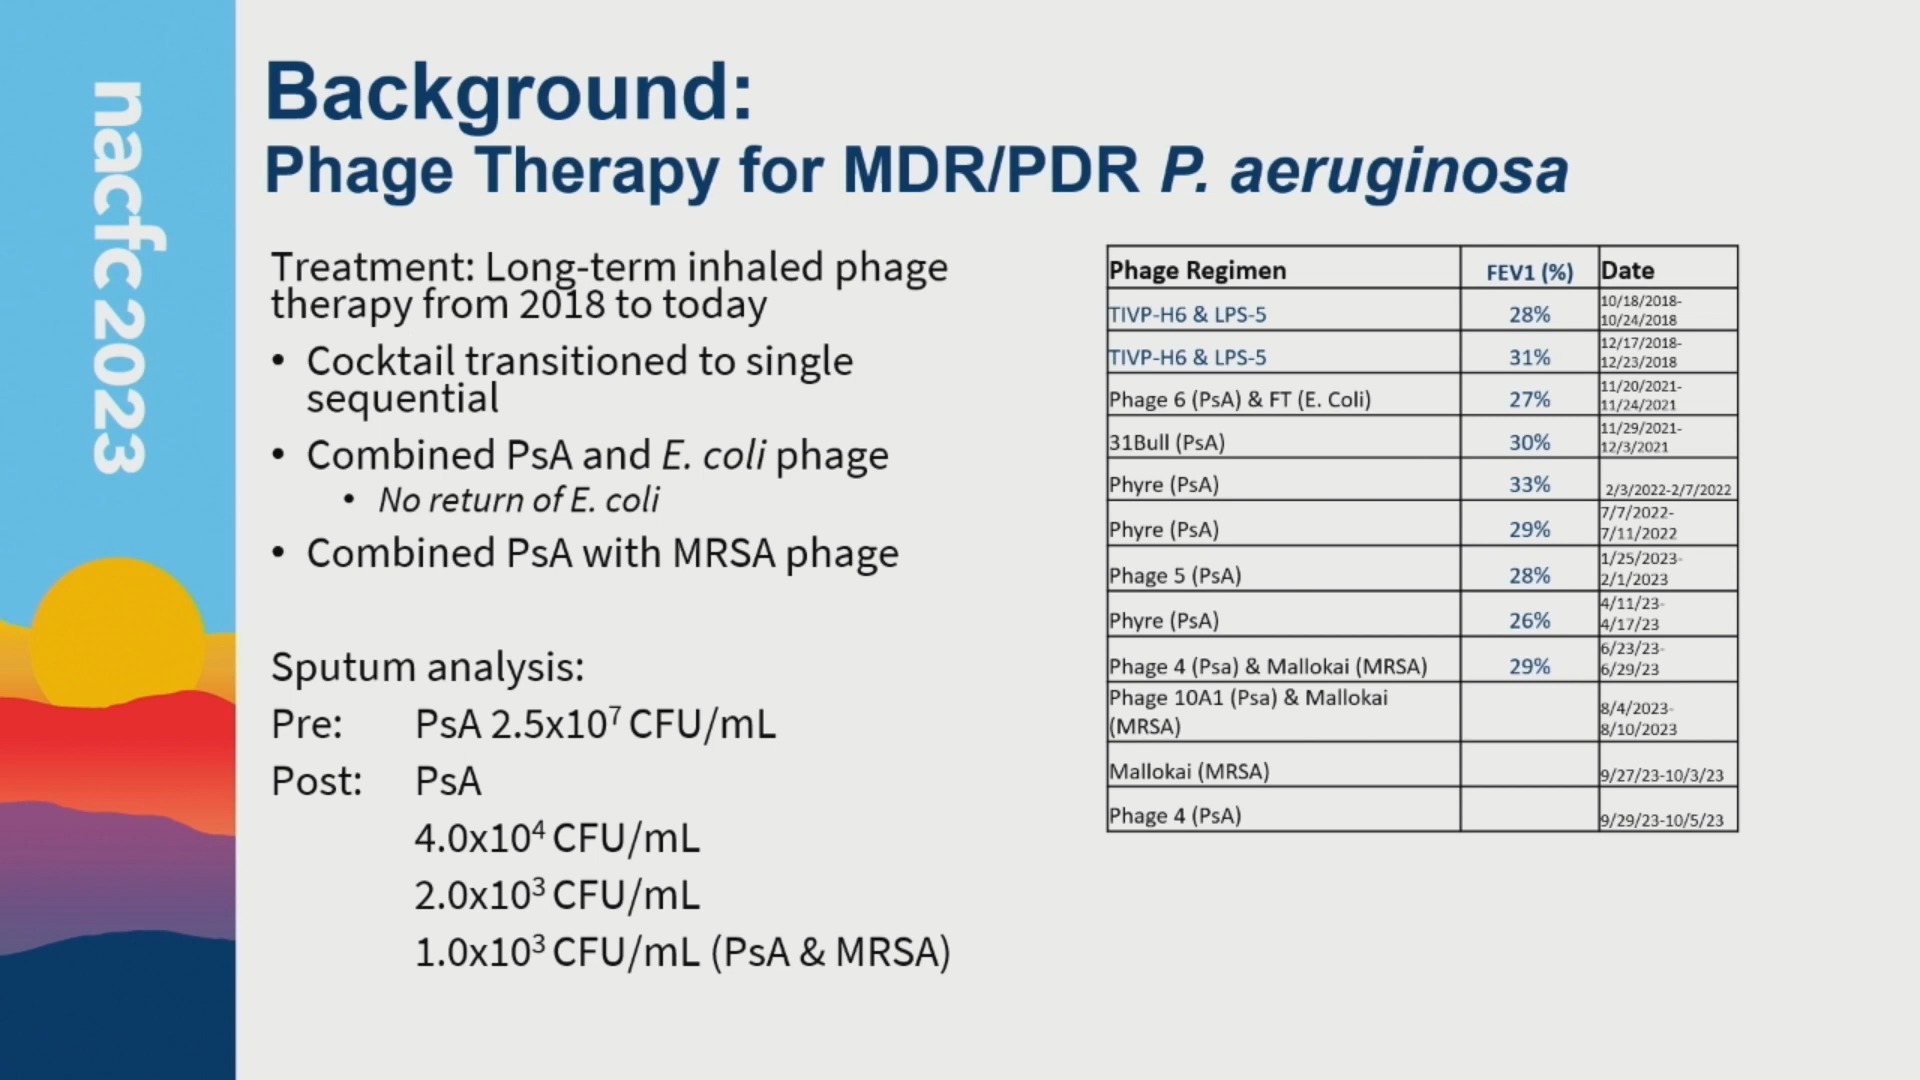 nacfc 2023
Background:
Phage Therapy for MDR/PDR P. aeruginosa
Treatment: Long-term inhaled phage
therapy from 2018 to today
• Cocktail transitioned to single
sequential
• Combined PsA and E. coli phage
• No return of E. coli
• Combined PsA with MRSA phage
Sputum analysis:
Pre: PsA 2.5x10⁷ CFU/mL
Post: PsA
4.0x10⁴ CFU/mL
2.0x10³ CFU/mL
1.0x10³ CFU/mL (PsA & MRSA)
Phage Regimen FEV1 (%) Date
TIVP-H6 & LPS-5 28% 10/18/2018-
10/24/2018
TIVP-H6 & LPS-5 31% 12/17/2018-
12/23/2018
Phage 6 (PsA) & FT (E. Coli) 27% 11/20/2021-
11/24/2021
31Bull (PsA) 30% 11/29/2021-
12/3/2021
Phyre (PsA) 33% 2/3/2022-2/7/2022
Phyre (PsA) 29% 7/7/2022-
7/11/2022
Phage 5 (PsA) 28% 1/25/2023-
2/1/2023
Phyre (PsA) 26% 4/11/23-
4/17/23
Phage 4 (Psa) & Mallokai (MRSA) 29% 6/23/23-
6/29/23
Phage 10A1 (Psa) & Mallokai
(MRSA) 8/4/2023-
8/10/2023
Mallokai (MRSA) 9/27/23-10/3/23
Phage 4 (PsA) 9/29/23-10/5/23